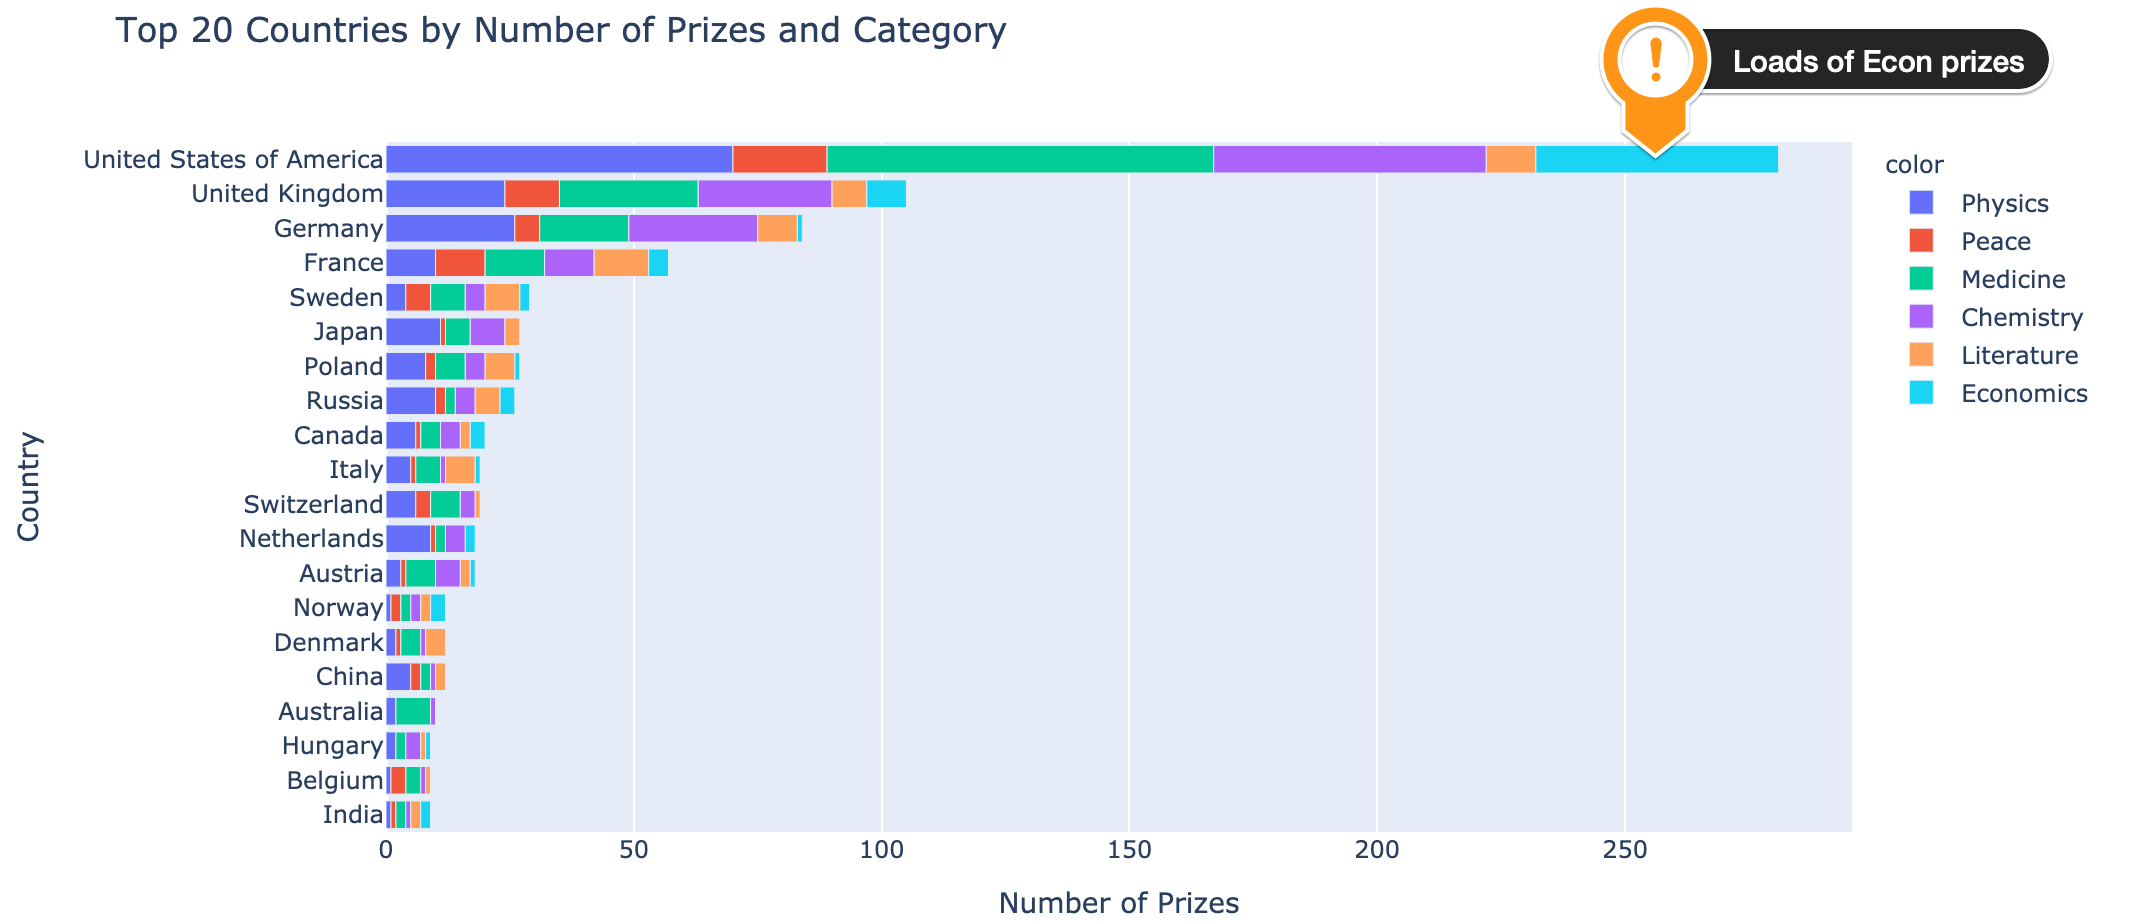 Top 20 Countries by Number of Prizes and Category
! Loads of Econ prizes
United States of America
United Kingdom
Germany
France
Sweden
Japan
Poland
Russia
Canada
Italy
Switzerland
Netherlands
Austria
Norway
Denmark
China
Australia
Hungary
Belgium
India
Country
0 50 100 150 200 250
Number of Prizes
color
Physics
Peace
Medicine
Chemistry
Literature
Economics